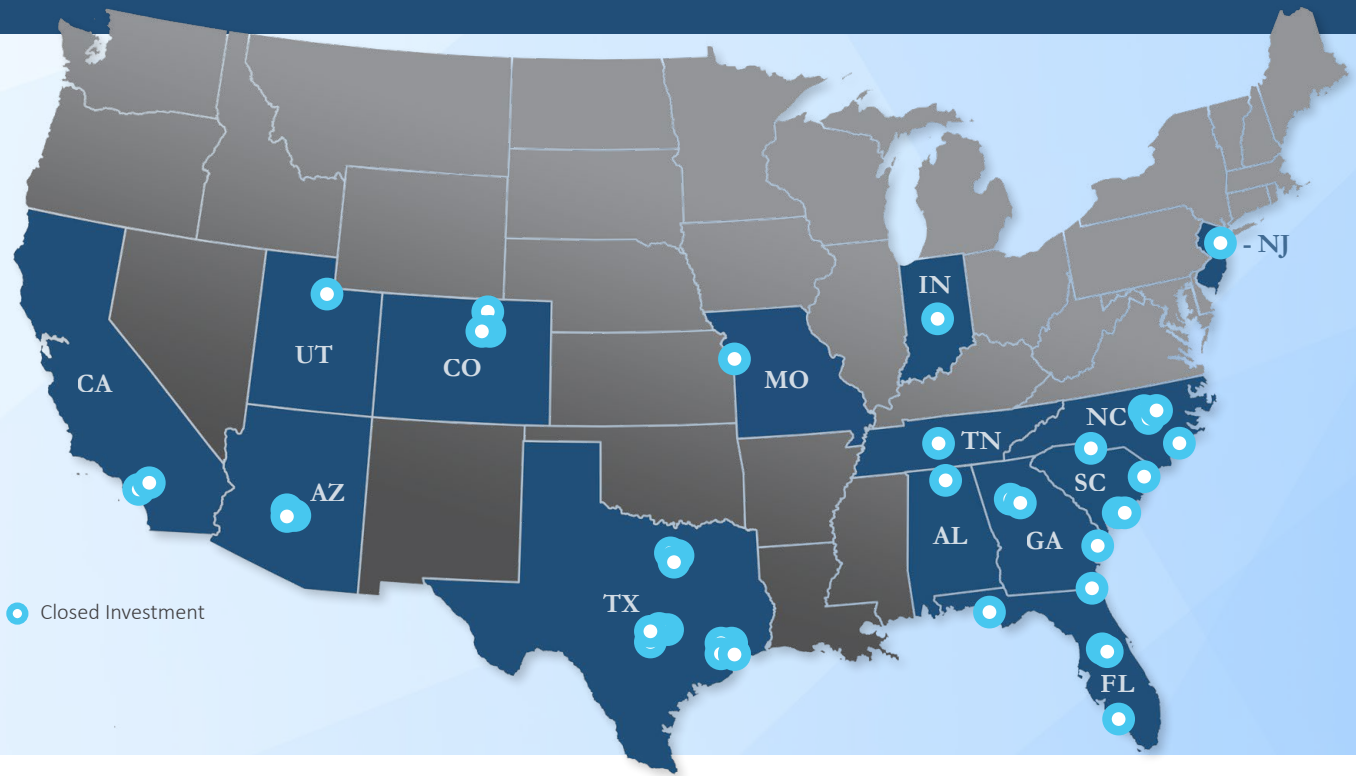 - NJ
IN
UT
CO
CA
MO
NC
TN
SC
AZ
AL
GA
TX
Closed Investment
FL